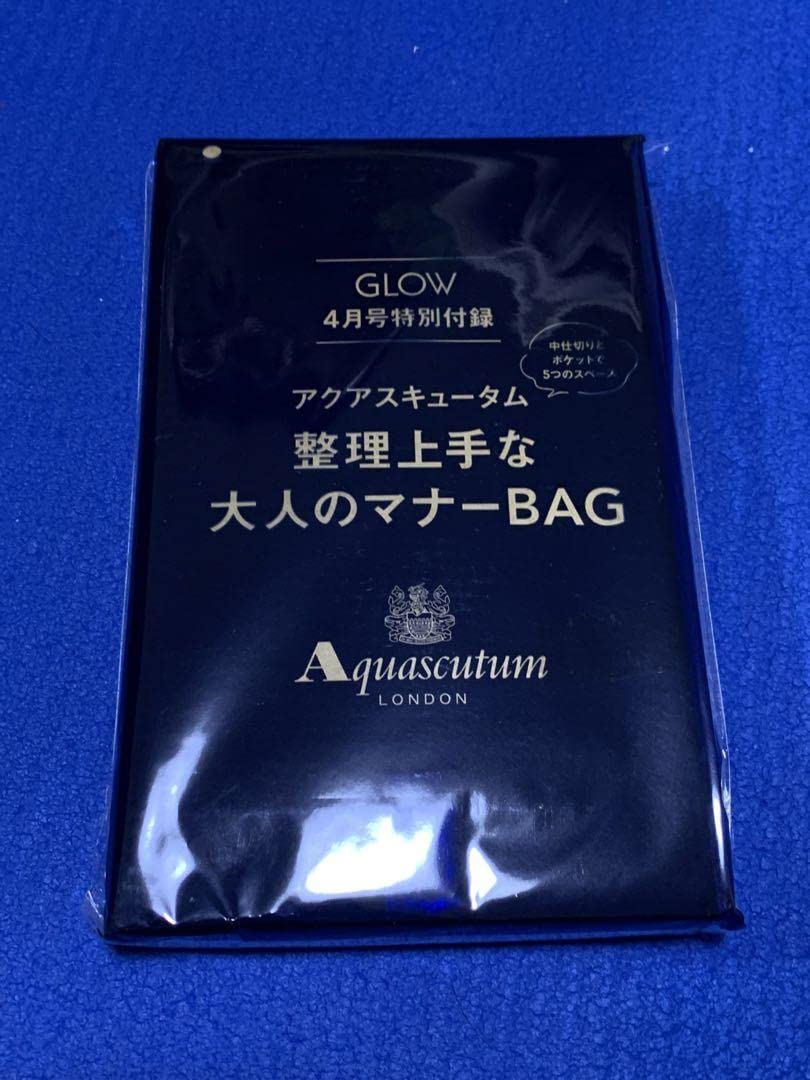 GLOW
4月号特別付録
中仕切りと
ポケットで
5つのスペース
アクアスキュータム
整理上手な
大人のマナーBAG
Aquascutum
LONDON